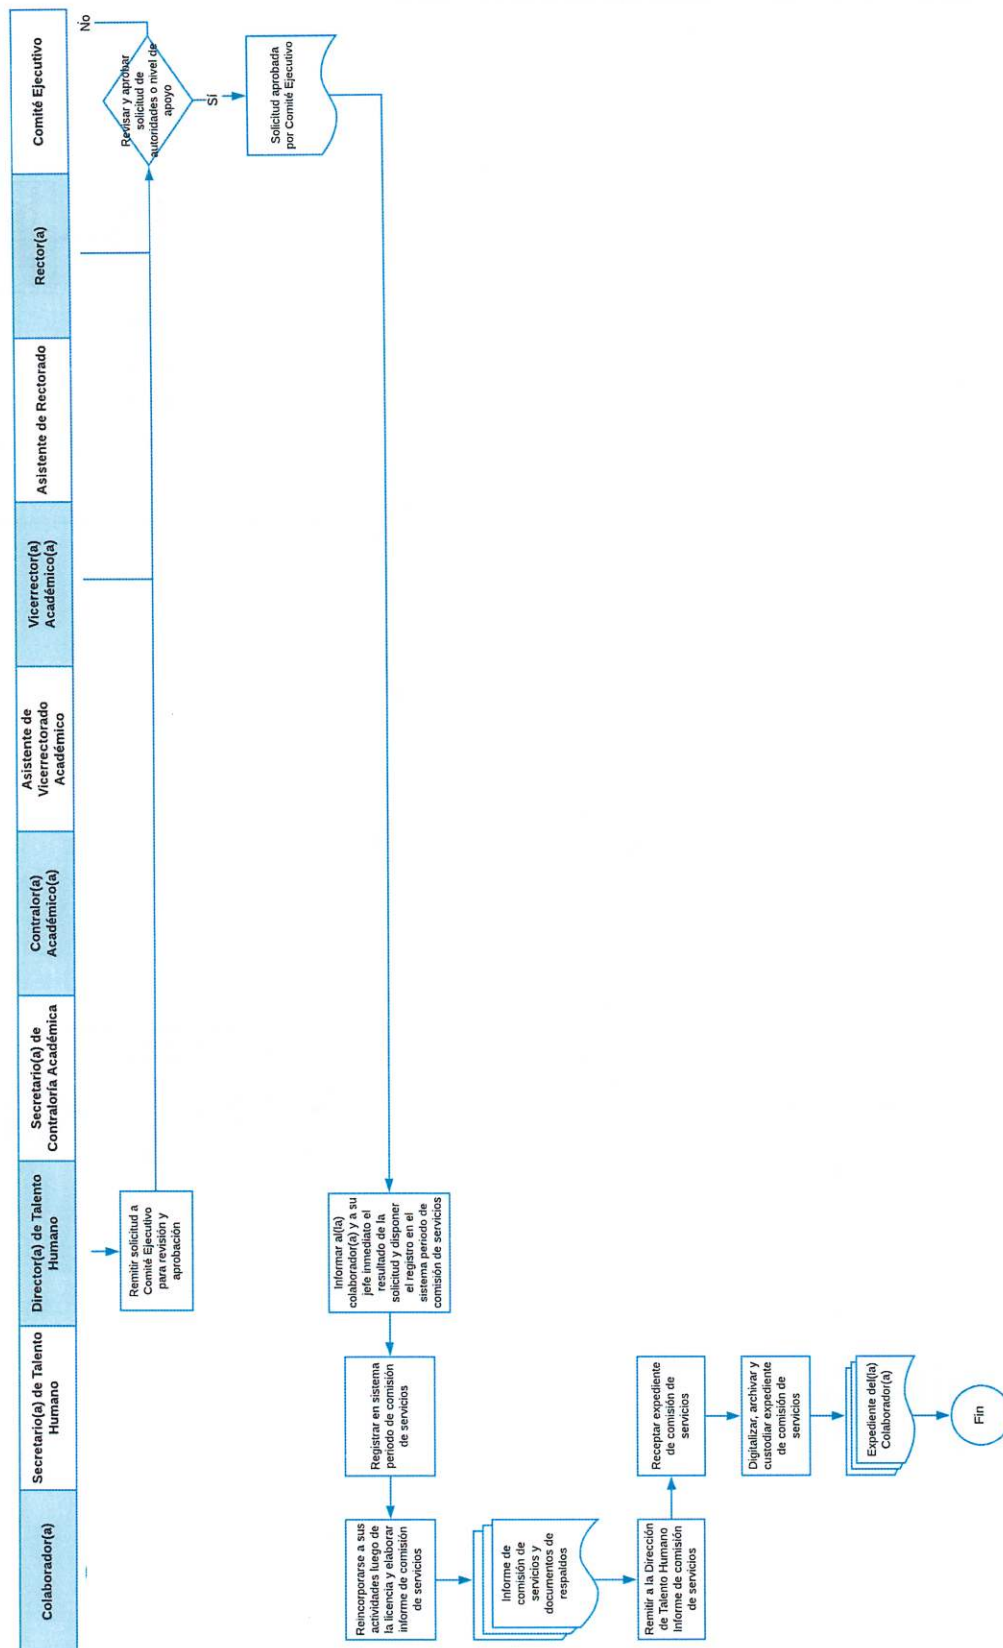 Colaborador(a)
Secretario(a) de Talento
Humano
Director(a) de Talento
Humano
Secretario(a) de
Contraloría Académica
Contralor(a)
Académico(a)
Asistente de
Vicerrectorado
Académico
Vicerrector(a)
Académico(a)
Asistente de Rectorado
Rector(a)
Comité Ejecutivo
Remitir solicitud a
Comité Ejecutivo
para revisión y
aprobación
No
Revisar y aprobar
solicitud de
autoridades o nivel de
apoyo
Sí
Solicitud aprobada
por Comité Ejecutivo
Informar al(la)
colaborador(a) y a su
jefe inmediato el
resultado de la
solicitud y disponer
el registro en el
sistema periodo de
comisión de servicios
Registrar en sistema
periodo de comisión
de servicios
Reincorporarse a sus
actividades luego de
la licencia y elaborar
informe de comisión
de servicios
Informe de
comisión de
servicios y
documentos de
respaldos
Remitir a la Dirección
de Talento Humano
Informe de comisión
de servicios
Receptar expediente
de comisión de
servicios
Digitalizar, archivar y
custodiar expediente
de comisión de
servicios
Expediente del(la)
Colaborador(a)
Fin